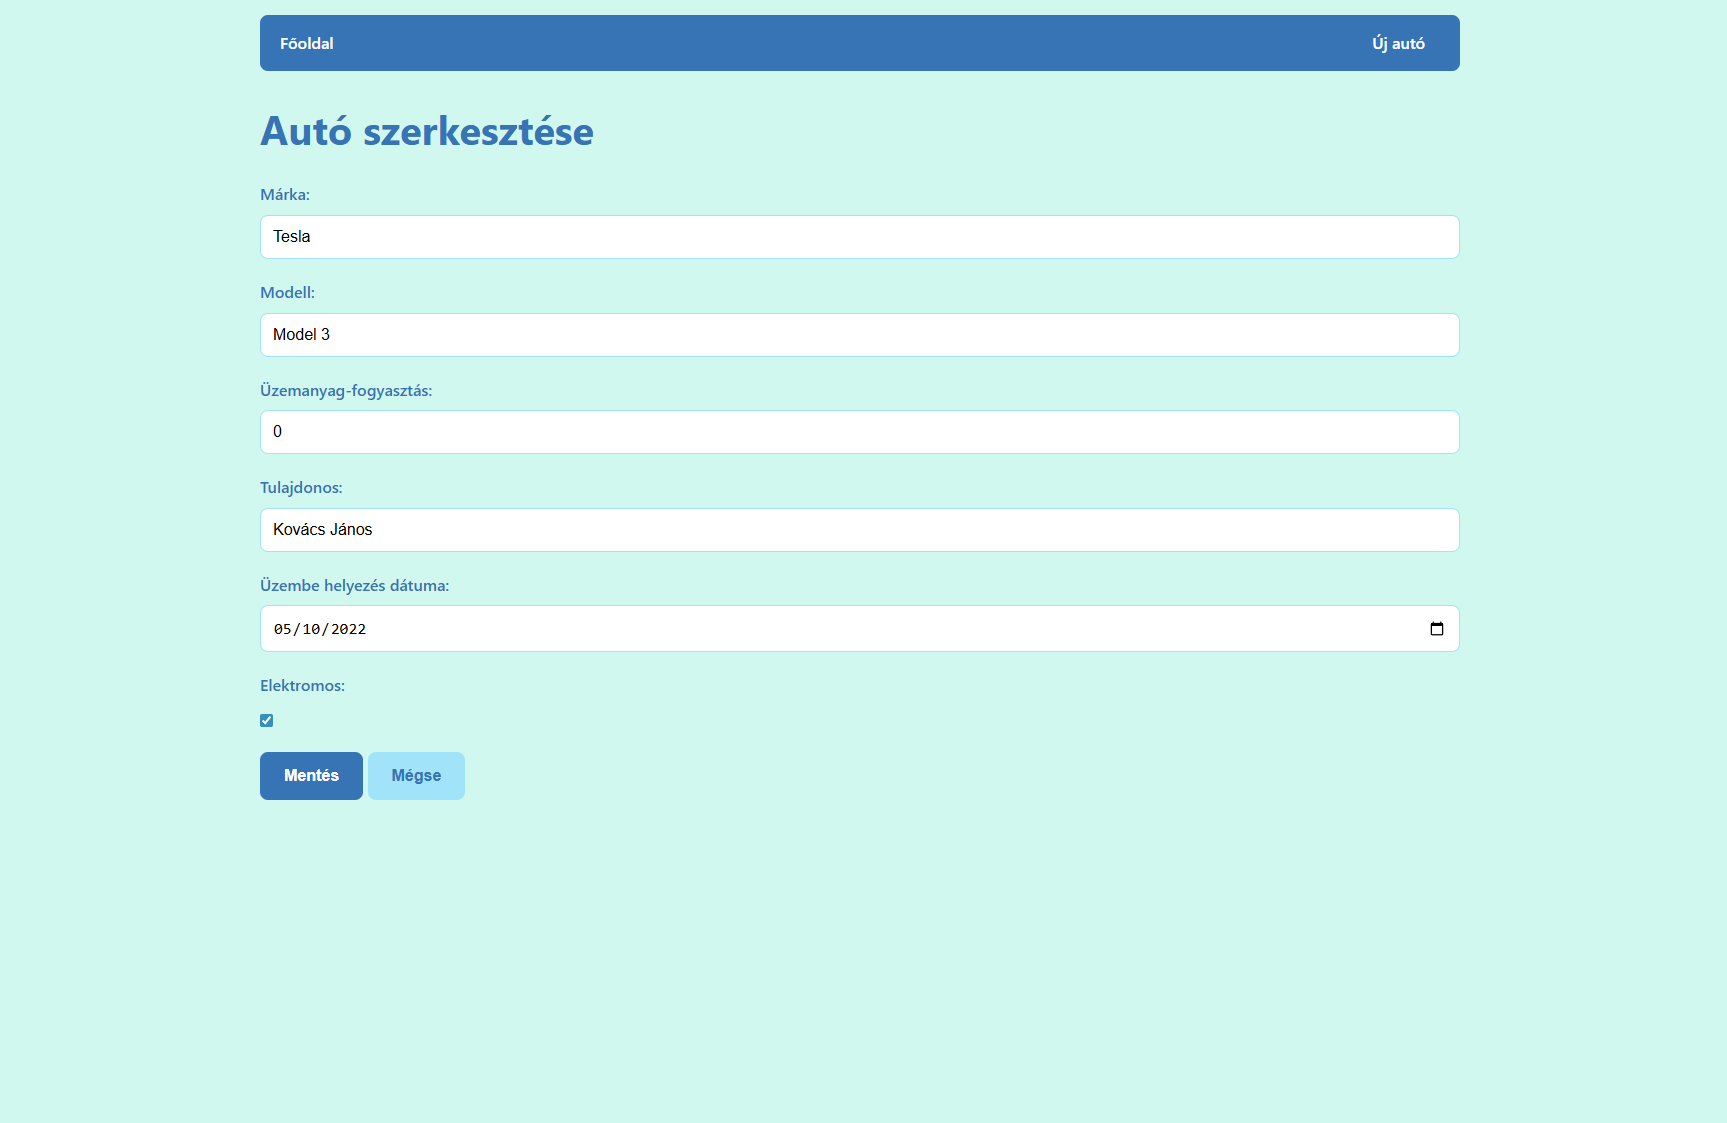 Főoldal
Új autó
Autó szerkesztése
Márka:
Tesla
Modell:
Model 3
Üzemanyag-fogyasztás:
0
Tulajdonos:
Kovács János
Üzembe helyezés dátuma:
05/10/2022
Elektromos:
Mentés
Mégse